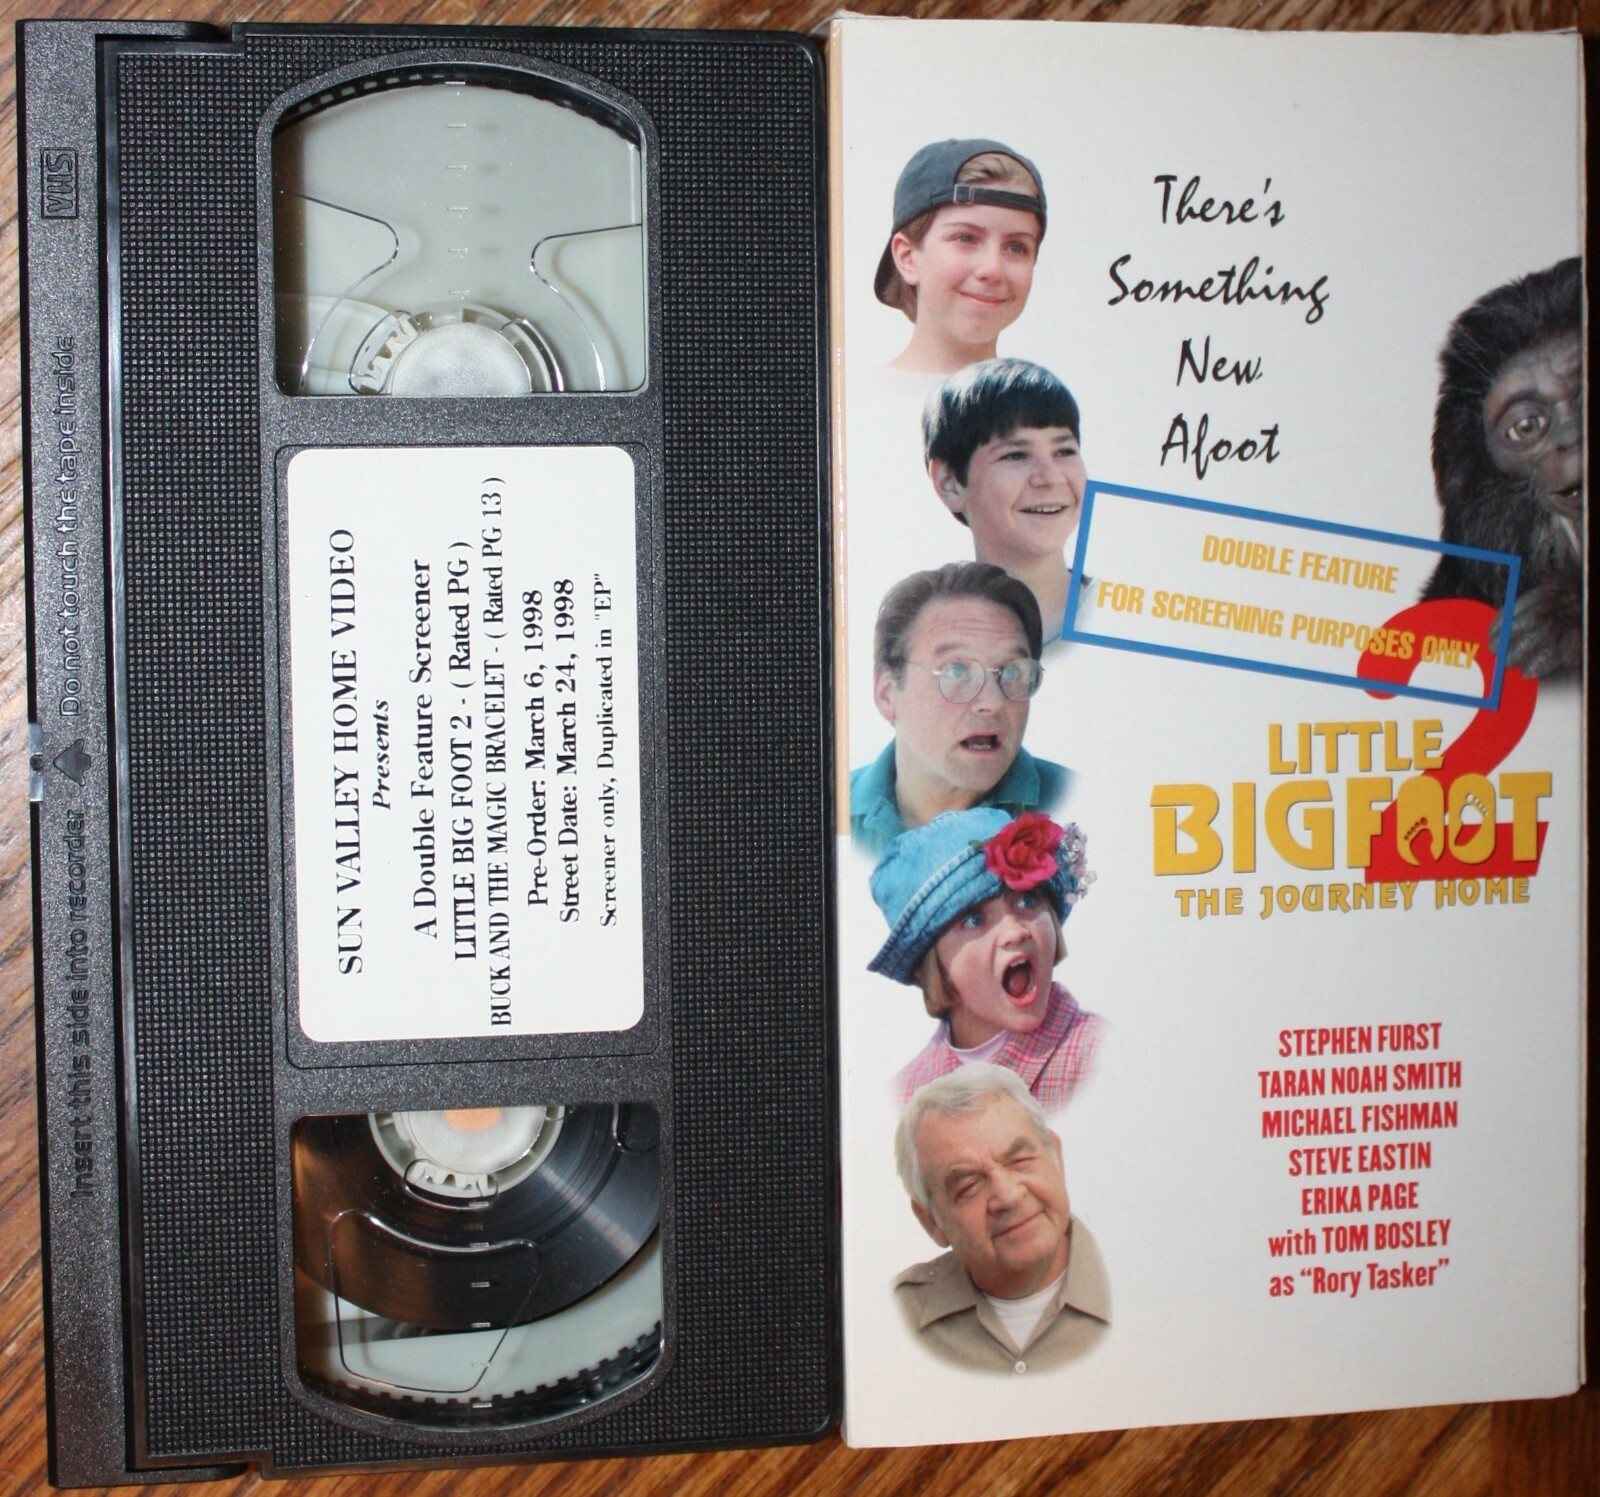 VHS
Do not touch the tape inside
Insert this side into recorder
SUN VALLEY HOME VIDEO
Presents
A Double Feature Screener
LITTLE BIG FOOT 2 - ( Rated PG )
BUCK AND THE MAGIC BRACELET - ( Rated PG 13 )
Pre-Order: March 6, 1998
Street Date: March 24, 1998
Screener only, Duplicated in "EP"
There's
Something
New
Afoot
DOUBLE FEATURE
FOR SCREENING PURPOSES ONLY
2
LITTLE
BIGFOOT
THE JOURNEY HOME
STEPHEN FURST
TARAN NOAH SMITH
MICHAEL FISHMAN
STEVE EASTIN
ERIKA PAGE
with TOM BOSLEY
as “Rory Tasker”